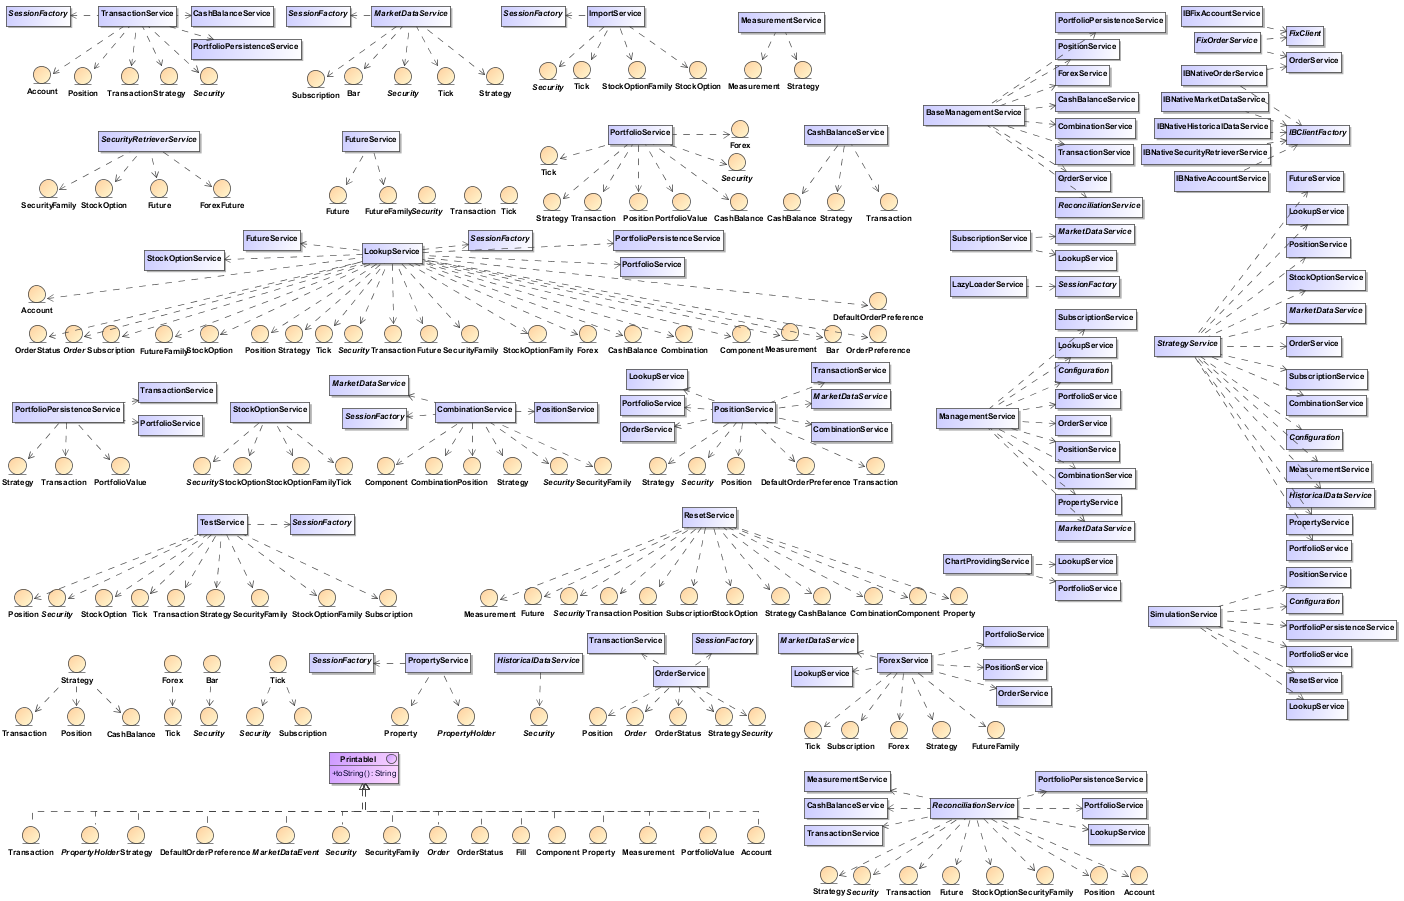 SessionFactory
TransactionService
CashBalanceService
PortfolioPersistenceService
Account
Position
Transaction
Strategy
Security
SessionFactory
MarketDataService
Subscription
Bar
Security
Tick
Strategy
SessionFactory
ImportService
Security
Tick
StockOptionFamily
StockOption
MeasurementService
Measurement
Strategy
SecurityRetrieverService
SecurityFamily
StockOption
Future
ForexFuture
FutureService
Future
FutureFamily
Security
Transaction
Tick
PortfolioService
Forex
Security
Tick
Strategy
Transaction
Position
PortfolioValue
CashBalance
CashBalanceService
CashBalance
Strategy
Transaction
FutureService
StockOptionService
LookupService
SessionFactory
PortfolioPersistenceService
PortfolioService
Account
DefaultOrderPreference
OrderStatus
Order
Subscription
FutureFamily
StockOption
Position
Strategy
Tick
Security
Transaction
Future
SecurityFamily
StockOptionFamily
Forex
CashBalance
Combination
Component
Measurement
Bar
OrderPreference
PortfolioPersistenceService
TransactionService
PortfolioService
Strategy
Transaction
PortfolioValue
StockOptionService
Security
StockOption
StockOptionFamily
Tick
MarketDataService
SessionFactory
CombinationService
PositionService
Component
Combination
Position
Strategy
Security
SecurityFamily
LookupService
PortfolioService
OrderService
PositionService
TransactionService
MarketDataService
CombinationService
Strategy
Security
Position
DefaultOrderPreference
Transaction
TestService
SessionFactory
Position
Security
StockOption
Tick
Transaction
Strategy
SecurityFamily
StockOptionFamily
Subscription
ResetService
Measurement
Future
Security
Transaction
Position
Subscription
StockOption
Strategy
CashBalance
Combination
Component
Property
Strategy
Transaction
Position
CashBalance
Forex
Tick
Bar
Security
Tick
Security
Subscription
SessionFactory
PropertyService
Property
PropertyHolder
HistoricalDataService
Security
TransactionService
SessionFactory
OrderService
Position
Order
OrderStatus
Strategy
Security
MarketDataService
LookupService
ForexService
PortfolioService
PositionService
OrderService
Tick
Subscription
Forex
Strategy
FutureFamily
PrintableI
+toString() : String
Transaction
PropertyHolder
Strategy
DefaultOrderPreference
MarketDataEvent
Security
SecurityFamily
Order
OrderStatus
Fill
Component
Property
Measurement
PortfolioValue
Account
MeasurementService
CashBalanceService
TransactionService
ReconciliationService
PortfolioPersistenceService
PortfolioService
LookupService
Strategy
Security
Transaction
Future
StockOption
SecurityFamily
Position
Account
BaseManagementService
PortfolioPersistenceService
PositionService
ForexService
CashBalanceService
CombinationService
TransactionService
OrderService
ReconciliationService
SubscriptionService
MarketDataService
LookupService
LazyLoaderService
SessionFactory
ManagementService
SubscriptionService
LookupService
Configuration
PortfolioService
OrderService
PositionService
CombinationService
PropertyService
MarketDataService
ChartProvidingService
LookupService
PortfolioService
IBFixAccountService
FixOrderService
IBNativeOrderService
IBNativeMarketDataService
IBNativeHistoricalDataService
IBNativeSecurityRetrieverService
IBNativeAccountService
FixClient
OrderService
IBClientFactory
StrategyService
FutureService
LookupService
PositionService
StockOptionService
MarketDataService
OrderService
SubscriptionService
CombinationService
Configuration
MeasurementService
HistoricalDataService
PropertyService
PortfolioService
SimulationService
PositionService
Configuration
PortfolioPersistenceService
PortfolioService
ResetService
LookupService